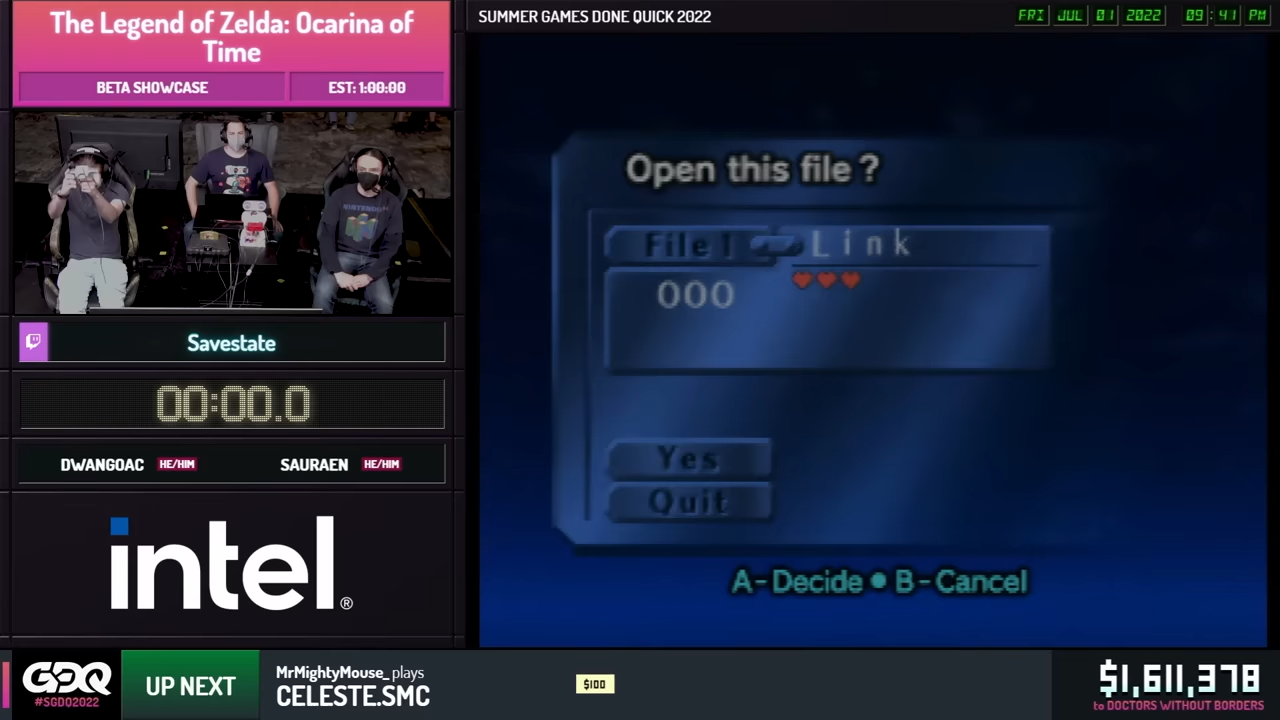 The Legend of Zelda: Ocarina of
Time
BETA SHOWCASE
EST: 1:00:00
SUMMER GAMES DONE QUICK 2022
FRI JUL 01 2022 09:41 PM
NINTENDO
Savestate
00:00.0
DWANGOAC HE/HIM
SAURAEN HE/HIM
intel®
Open this file ?
File 1
Link
000
Yes
Quit
A-Decide ● B-Cancel
GDQ
#SGDQ2022
UP NEXT
MrMightyMouse_ plays
CELESTE.SMC
$100
$1,611,378
to DOCTORS WITHOUT BORDERS